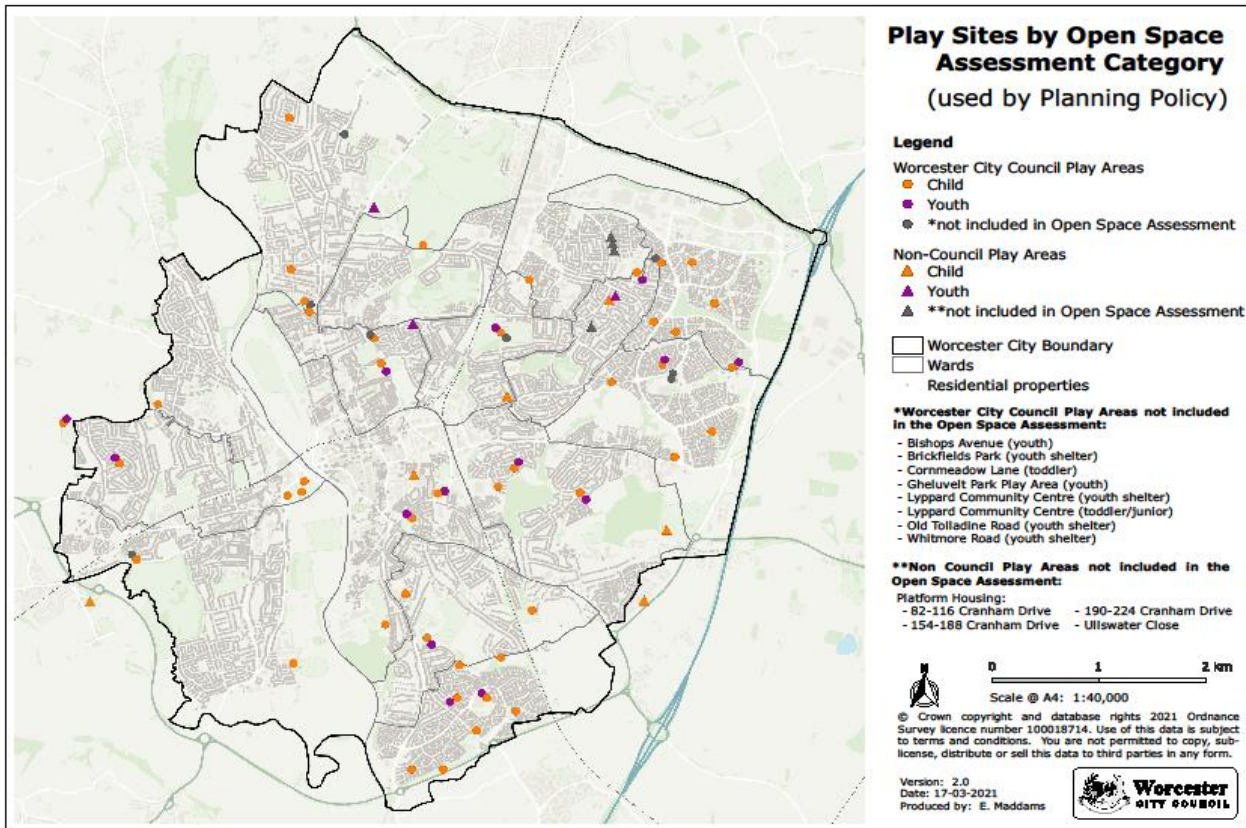 Play Sites by Open Space
Assessment Category
(used by Planning Policy)
Legend
Worcester City Council Play Areas
Child
Youth
*not included in Open Space Assessment
Non-Council Play Areas
Child
Youth
**not included in Open Space Assessment
Worcester City Boundary
Wards
Residential properties
*Worcester City Council Play Areas not included
in the Open Space Assessment:
- Bishops Avenue (youth)
- Brickfields Park (youth shelter)
- Cornmeadow Lane (toddler)
- Gheluvelt Park Play Area (youth)
- Lyppard Community Centre (youth shelter)
- Lyppard Community Centre (toddler/junior)
- Old Tolladine Road (youth shelter)
- Whitmore Road (youth shelter)
**Non Council Play Areas not included in the
Open Space Assessment:
Platform Housing:
- 82-116 Cranham Drive - 190-224 Cranham Drive
- 154-188 Cranham Drive - Ullswater Close
N
0 1 2 km
Scale @ A4: 1:40,000
© Crown copyright and database rights 2021 Ordnance
Survey licence number 100018714. Use of this data is subject
to terms and conditions. You are not permitted to copy, sub-
license, distribute or sell this data to third parties in any form.
Version: 2.0
Date: 17-03-2021
Produced by: E. Maddams
Worcester
CITY COUNCIL